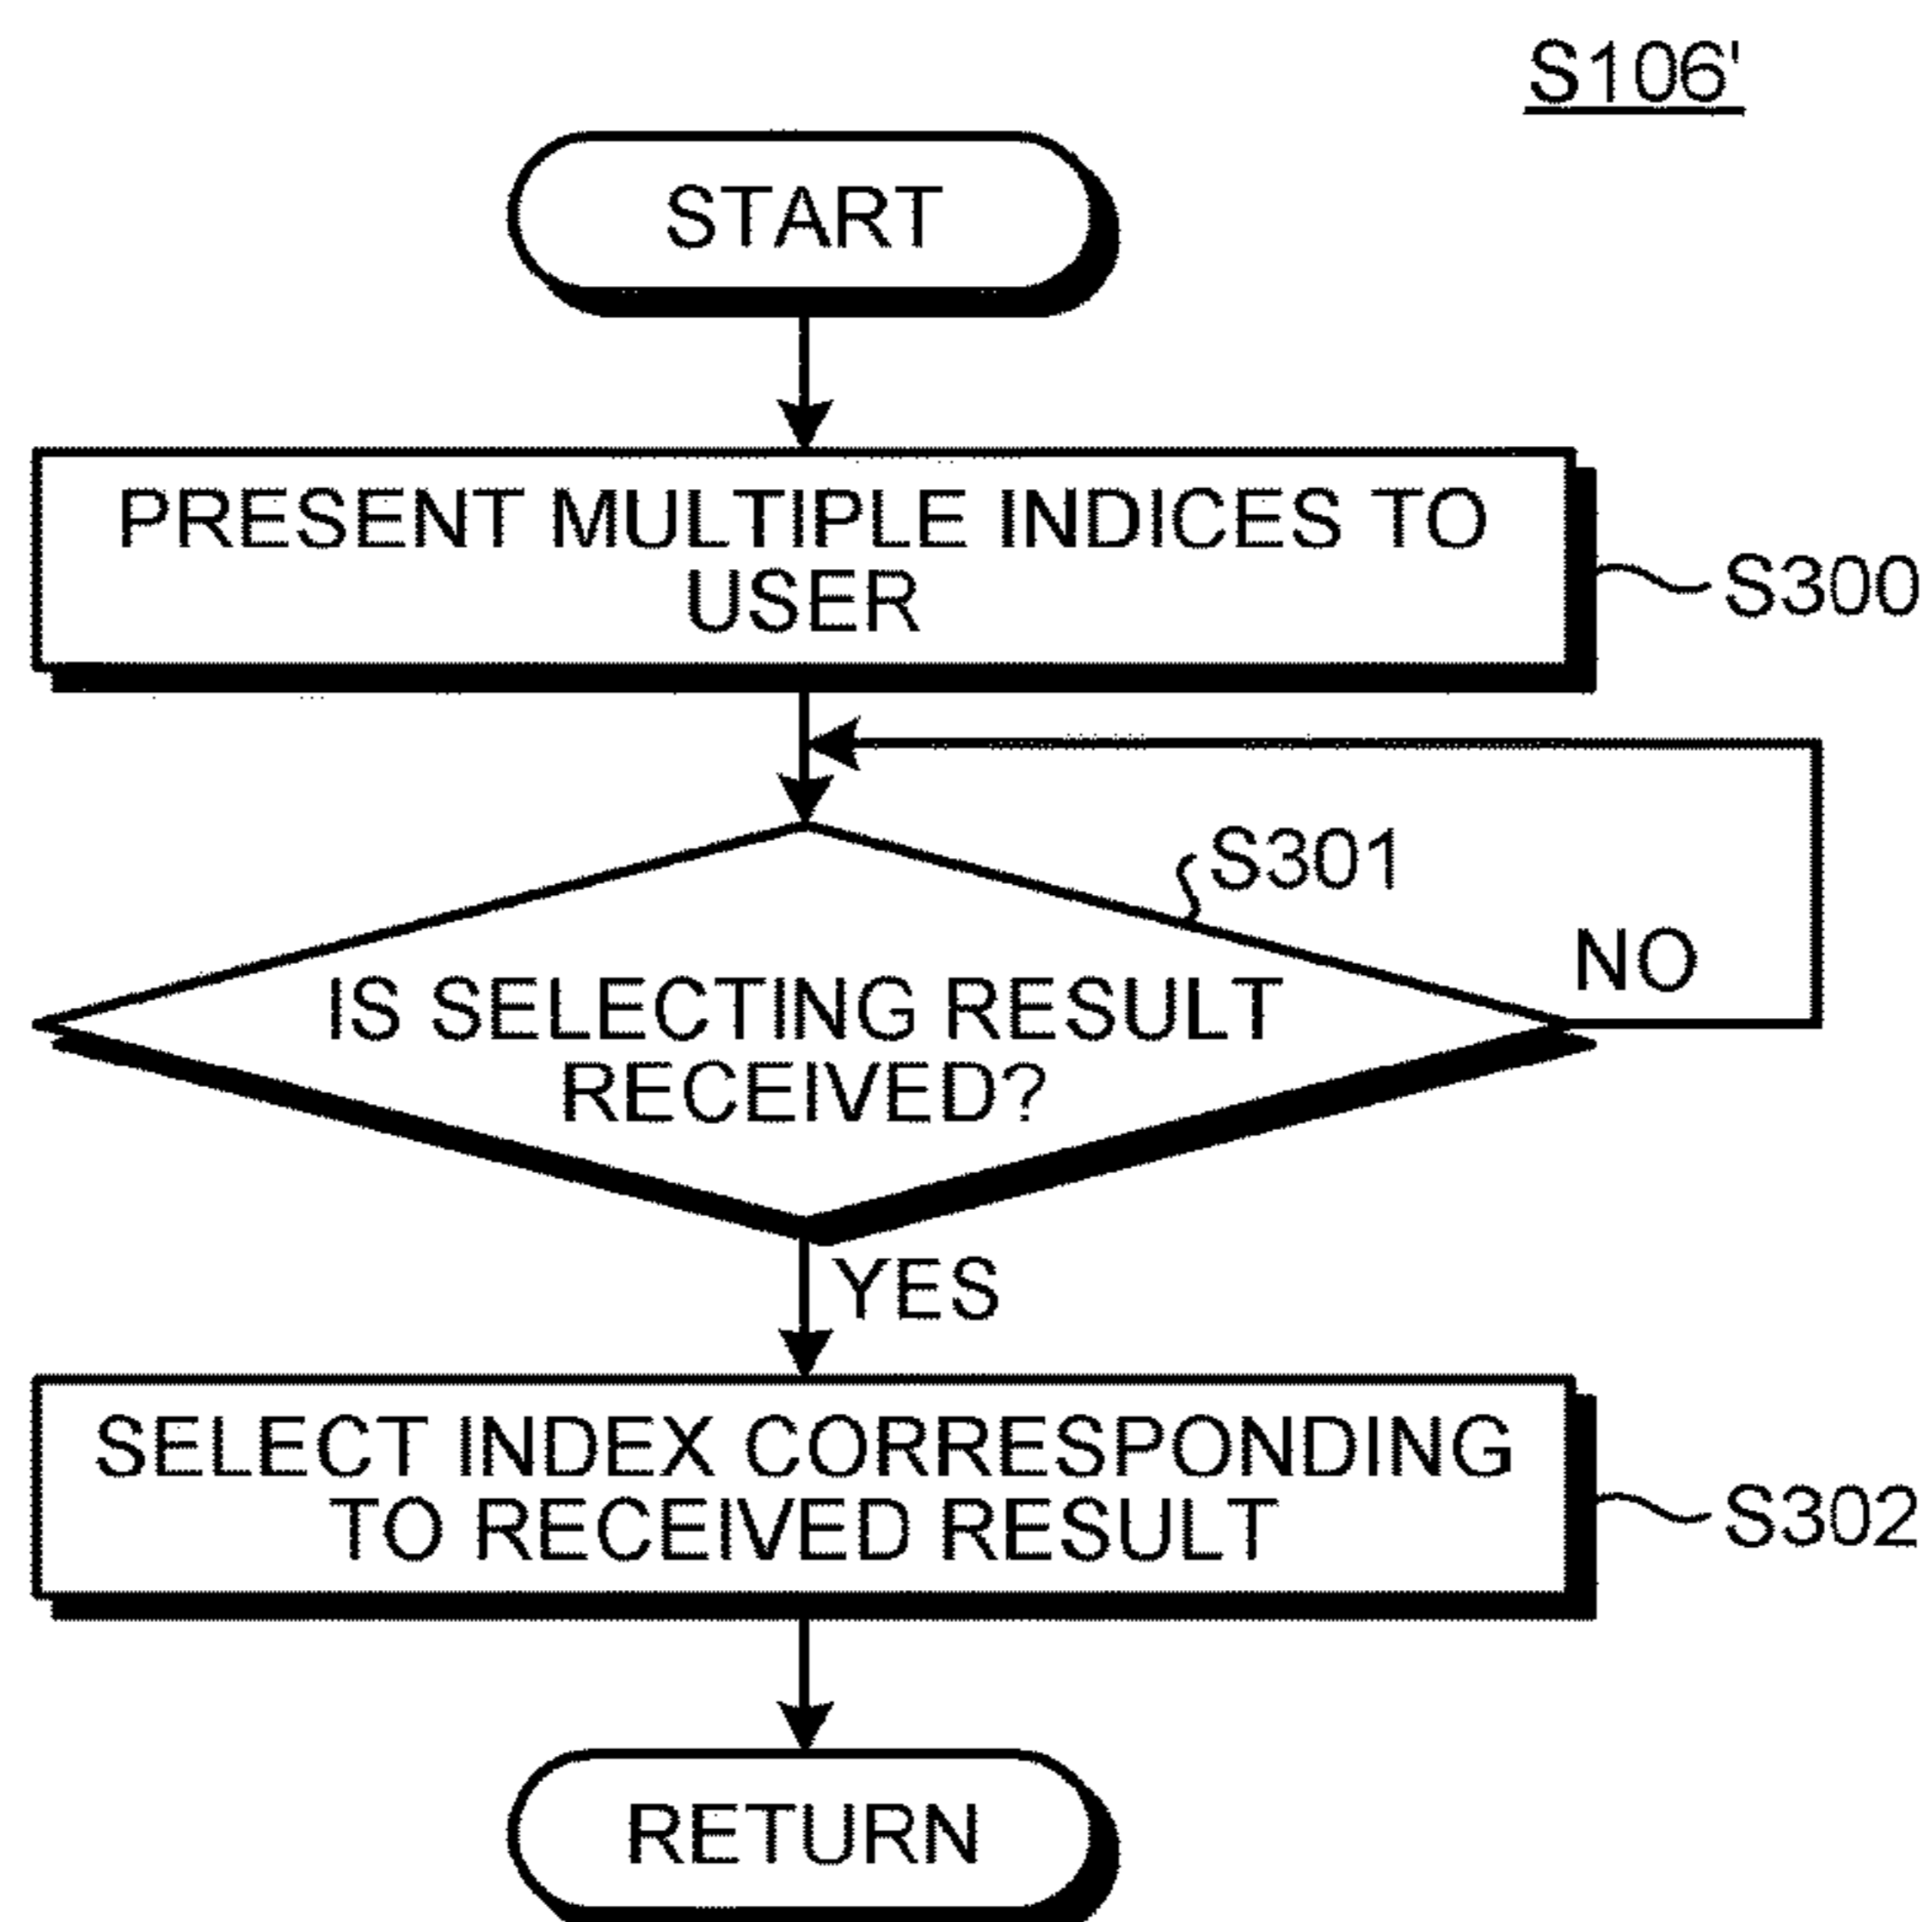 S106'
START
PRESENT MULTIPLE INDICES TO
USER
S300
S301
NO
IS SELECTING RESULT
RECEIVED?
YES
SELECT INDEX CORRESPONDING
TO RECEIVED RESULT
S302
RETURN